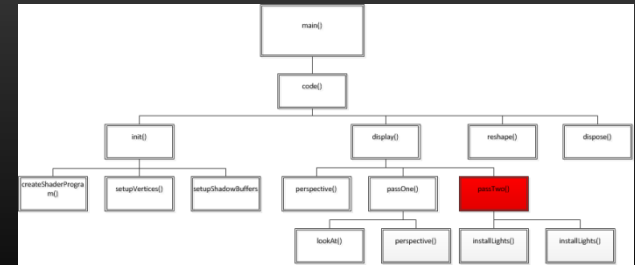 main()
code()
init()
display()
reshape()
dispose()
createShaderProgra
m()
setupVertices()
setupShadowBuffers
perspective()
passOne()
passTwo()
lookAt()
perspective()
installLights()
installLights()